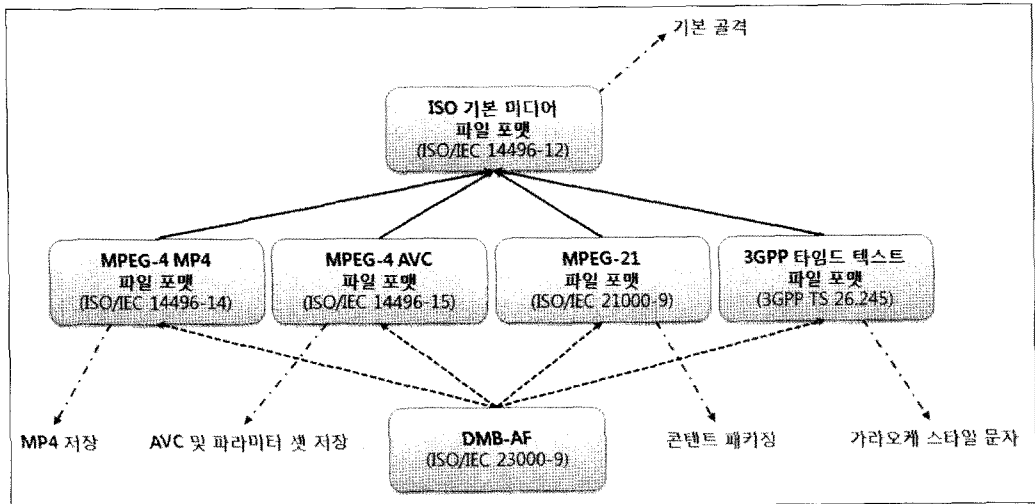 기본 골격
ISO 기본 미디어
파일 포맷
(ISO/IEC 14496-12)
MPEG-4 MP4
파일 포맷
(ISO/IEC 14496-14)
MPEG-4 AVC
파일 포맷
(ISO/IEC 14496-15)
MPEG-21
파일 포맷
(ISO/IEC 21000-9)
3GPP 타임드 텍스트
파일 포맷
(3GPP TS 26.245)
MP4 저장
AVC 및 파라미터 셋 저장
DMB-AF
(ISO/IEC 23000-9)
콘텐트 패키징
가라오케 스타일 문자